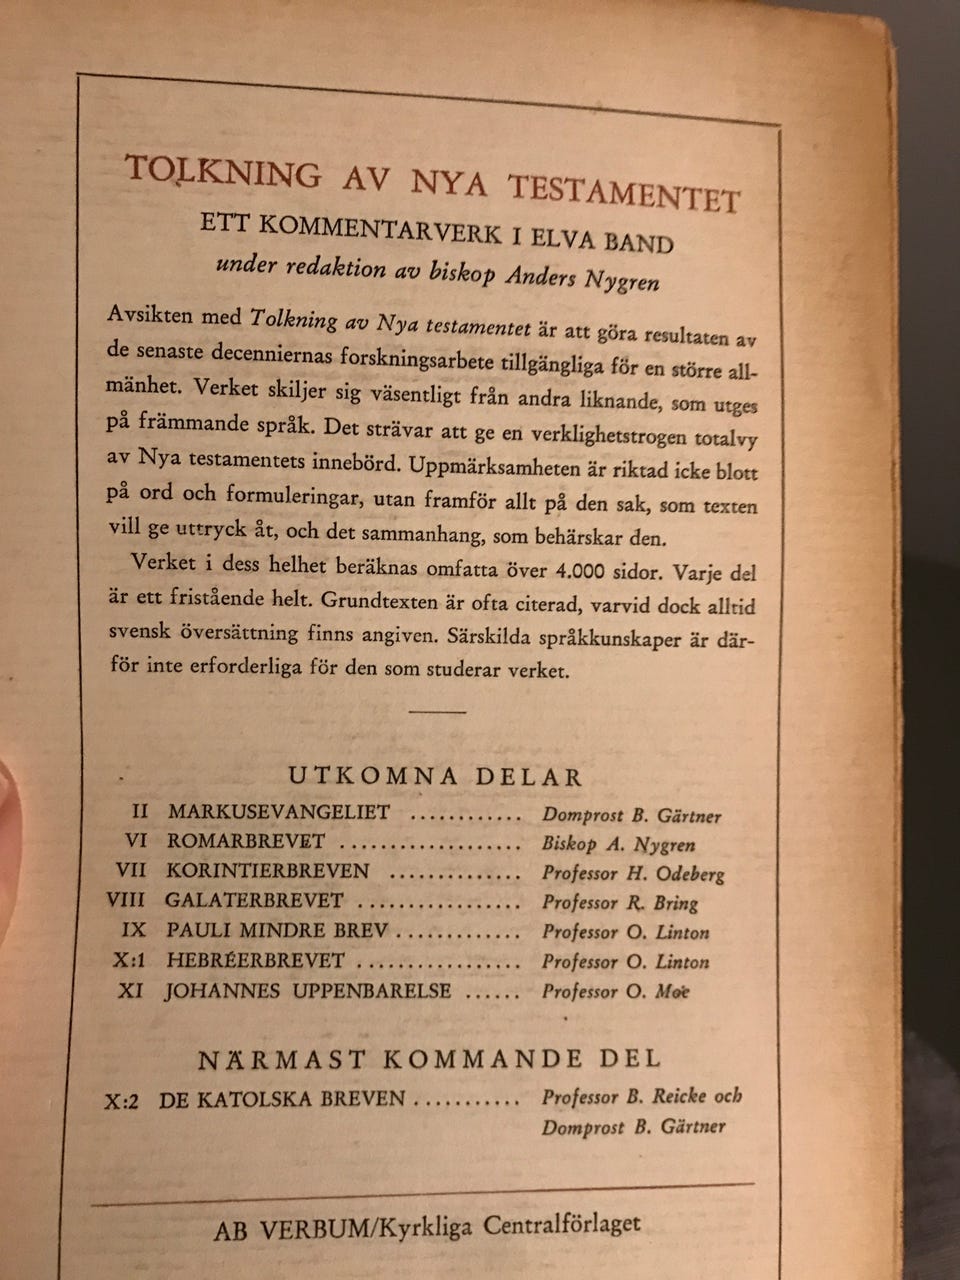 TOLKNING AV NYA TESTAMENTET
ETT KOMMENTARVERK I ELVA BAND
under redaktion av biskop Anders Nygren
Avsikten med Tolkning av Nya testamentet är att göra resultaten av
de senaste decenniernas forskningsarbete tillgängliga för en större all-
mänhet. Verket skiljer sig väsentligt från andra liknande, som utges
på främmande språk. Det strävar att ge en verklighetstrogen totalvy
av Nya testamentets innebörd. Uppmärksamheten är riktad icke blott
på ord och formuleringar, utan framför allt på den sak, som texten
vill ge uttryck åt, och det sammanhang, som behärskar den.
Verket i dess helhet beräknas omfatta över 4.000 sidor. Varje del
är ett fristående helt. Grundtexten är ofta citerad, varvid dock alltid
svensk översättning finns angiven. Särskilda språkkunskaper är där-
för inte erforderliga för den som studerar verket.
UTKOMNA DELAR
II MARKUSEVANGELIET ............ Domprost B. Gärtner
VI ROMARBREVET ................... Biskop A. Nygren
VII KORINTIERBREVEN .............. Professor H. Odeberg
VIII GALATERBREVET ................. Professor R. Bring
IX PAULI MINDRE BREV ............. Professor O. Linton
X:1 HEBRÉERBREVET ................. Professor O. Linton
XI JOHANNES UPPENBARELSE ...... Professor O. Moe
NÄRMAST KOMMANDE DEL
X:2 DE KATOLSKA BREVEN ........... Professor B. Reicke och
Domprost B. Gärtner
AB VERBUM/Kyrkliga Centralförlaget